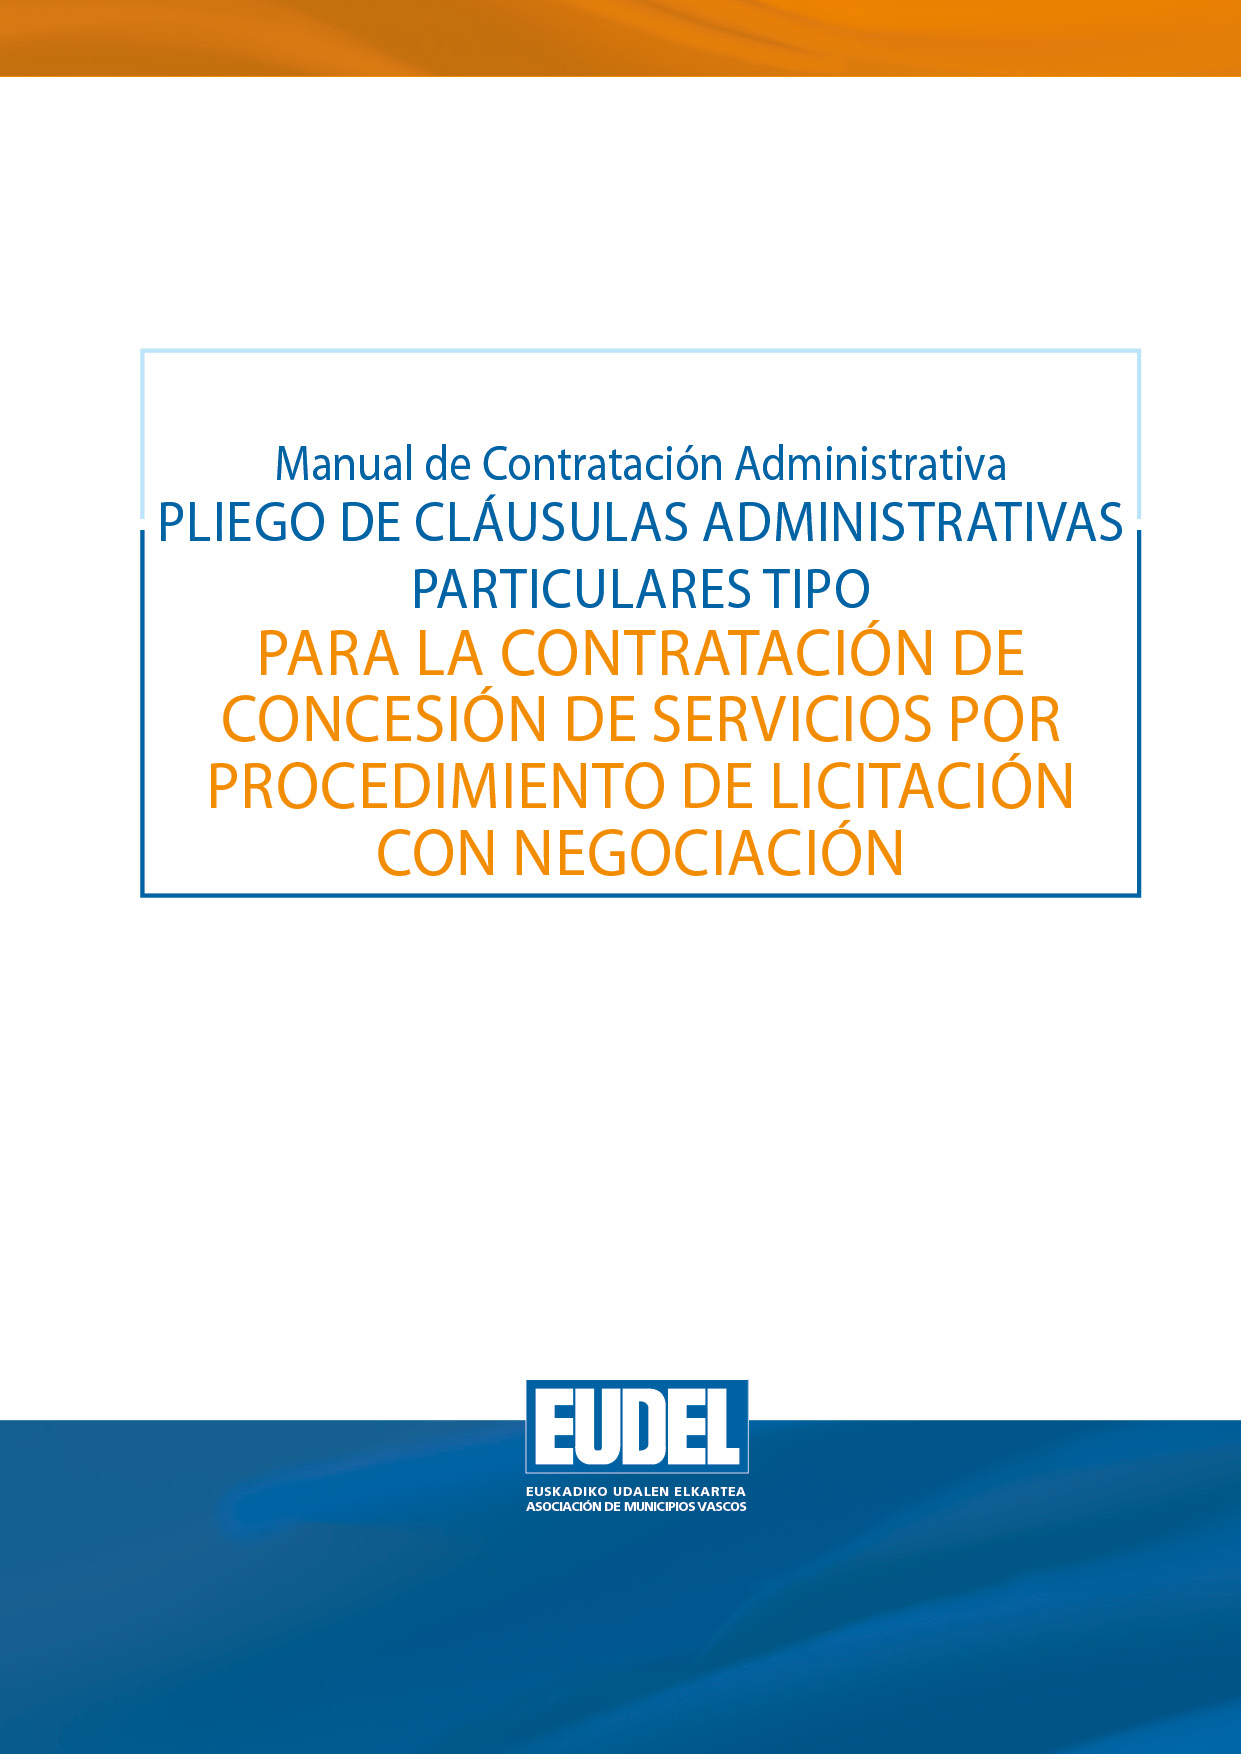 Manual de Contratación Administrativa
PLIEGO DE CLÁUSULAS ADMINISTRATIVAS
PARTICULARES TIPO
PARA LA CONTRATACIÓN DE
CONCESIÓN DE SERVICIOS POR
PROCEDIMIENTO DE LICITACIÓN
CON NEGOCIACIÓN
EUDEL
EUSKADIKO UDALEN ELKARTEA
ASOCIACIÓN DE MUNICIPIOS VASCOS